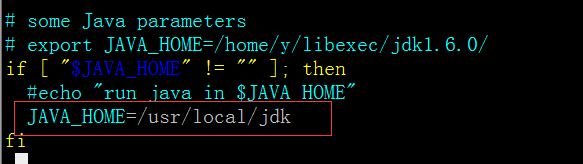 # some Java parameters
# export JAVA_HOME=/home/y/libexec/jdk1.6.0/
if [ "$JAVA_HOME" != "" ]; then
  #echo "run java in $JAVA_HOME"
  JAVA_HOME=/usr/local/jdk
fi